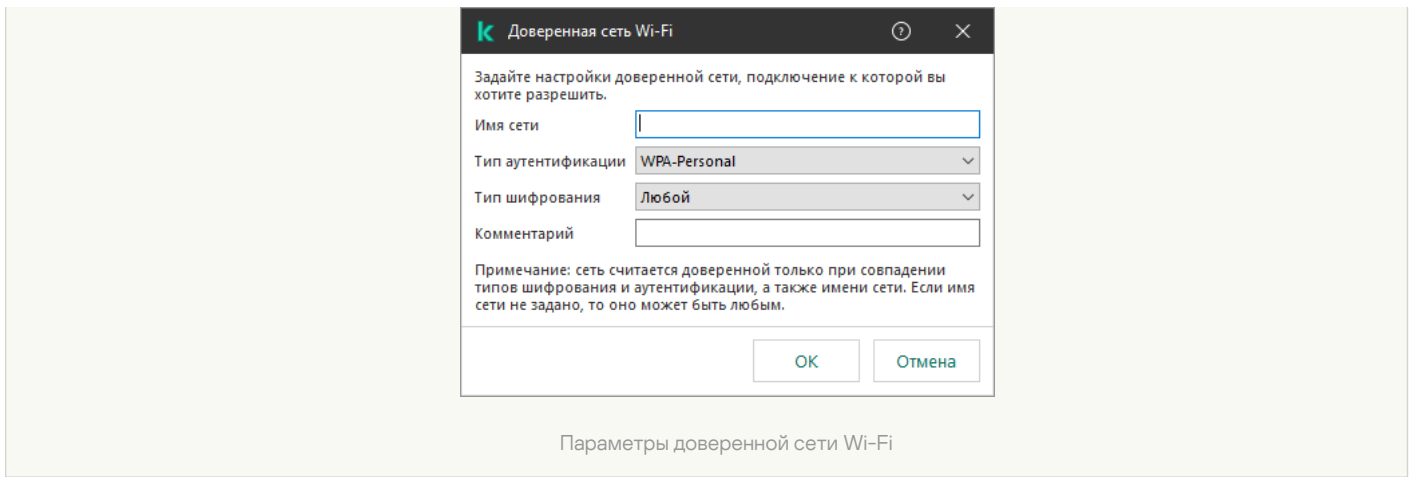 Доверенная сеть Wi-Fi
Задайте настройки доверенной сети, подключение к которой вы
хотите разрешить.
Имя сети
Тип аутентификации WPA-Personal
Тип шифрования Любой
Комментарий
Примечание: сеть считается доверенной только при совпадении
типов шифрования и аутентификации, а также имени сети. Если имя
сети не задано, то оно может быть любым.
ОК Отмена
Параметры доверенной сети Wi-Fi